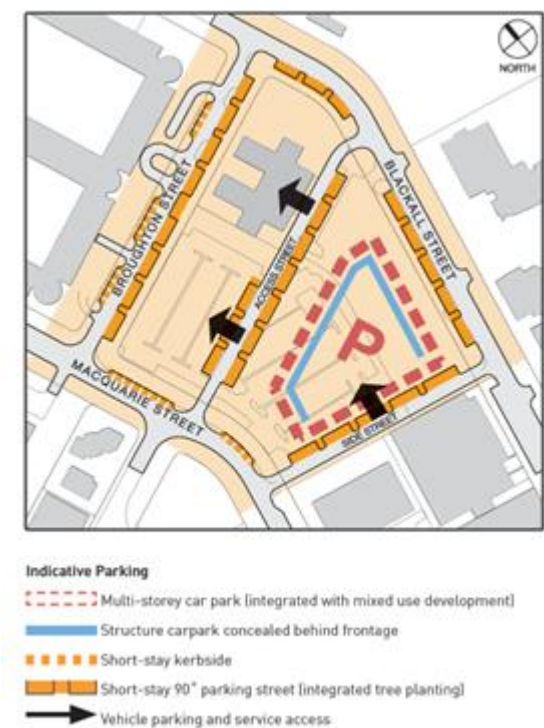 NORTH
BROUGHTON STREET
BLACKALL STREET
ACCESS STREET
P
MACQUARIE STREET
SIDE STREET
Indicative Parking
Multi-storey car park (integrated with mixed use development)
Structure carpark concealed behind frontage
Short-stay kerbside
Short-stay 90° parking street (integrated tree planting)
Vehicle parking and service access